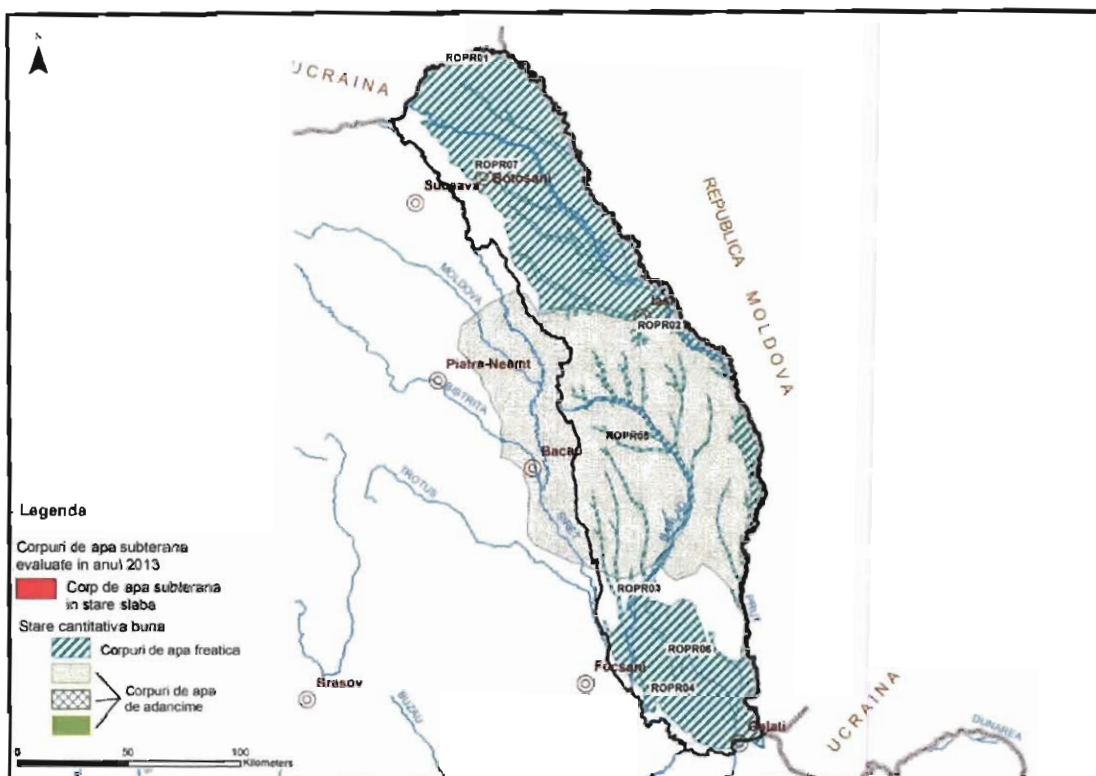 N
UCRAINA
ROPR01
ROPR07
Botosani
Suceava
REPUBLICA MOLDOVA
MOLDOVA
Iasi
ROPR02
Piatra-Neamt
BISTRITA
ROPR05
Bacau
TROTUS
SIRET
BARLAD
Legenda
Corpuri de apa subterana
evaluate in anul 2013
Corp de apa subterana
in stare slaba
Stare cantitativa buna
Corpuri de apa freatica
Corpuri de apa
de adancime
0 50 100
Kilometers
ROPR03
PRUT
ROPR06
Focsani
ROPR04
Brasov
BUZAU
Galati
UCRAINA
DUNAREA